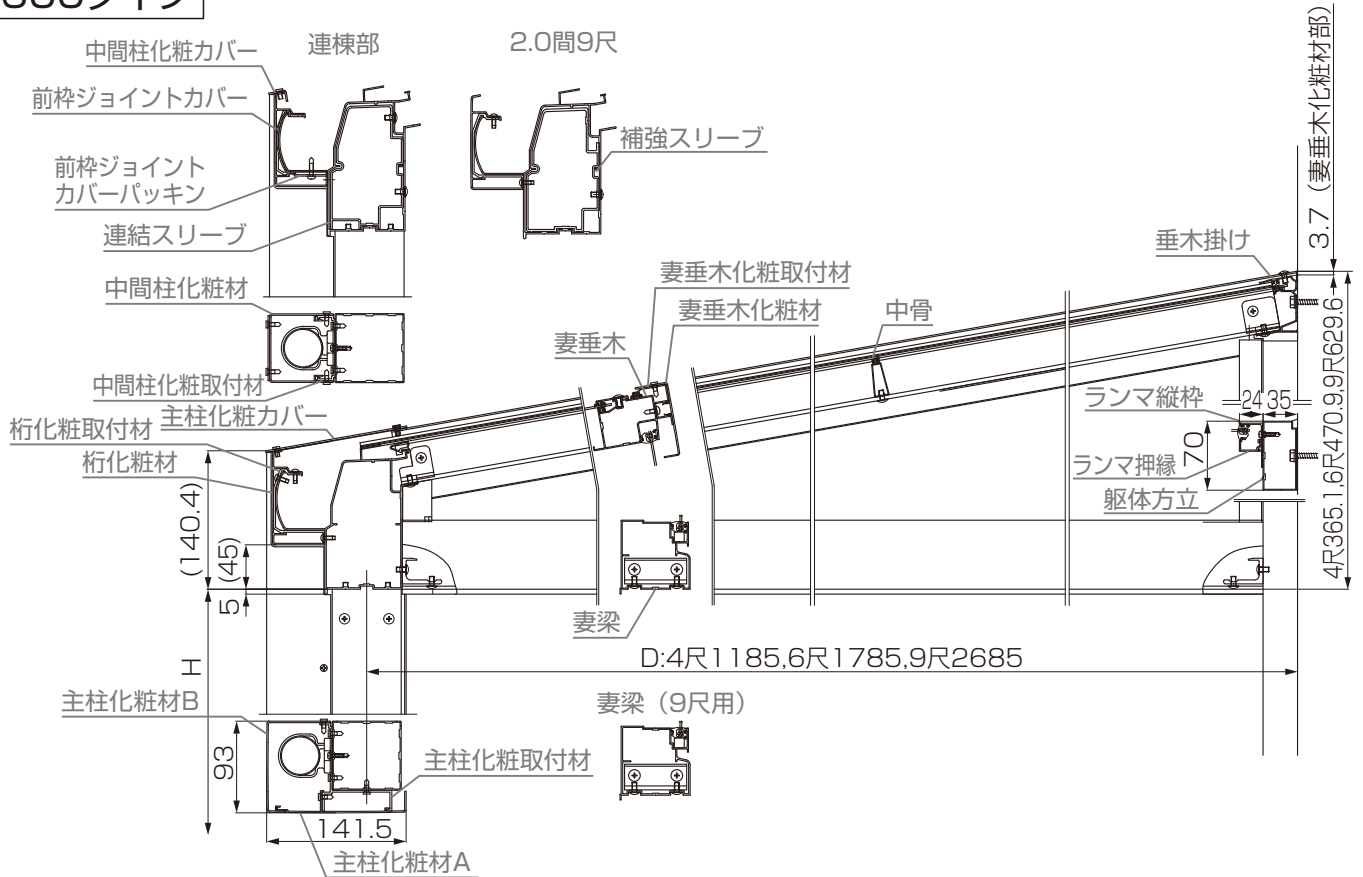 中間柱化粧カバー
連棟部
2.0間9尺
前枠ジョイントカバー
補強スリーブ
前枠ジョイント
カバーパッキン
連結スリーブ
3.7（妻垂木化粧材部）
垂木掛け
中間柱化粧材
妻垂木化粧取付材
妻垂木化粧材
中骨
妻垂木
中間柱化粧取付材
主柱化粧カバー
桁化粧取付材
桁化粧材
ランマ縦枠
24
35
70
ランマ押縁
躯体方立
4尺365.1,6尺470.9,9尺629.6
(140.4)
(45)
5
H
妻梁
D:4尺1185,6尺1785,9尺2685
妻梁（9尺用）
主柱化粧材B
93
主柱化粧取付材
141.5
主柱化粧材A